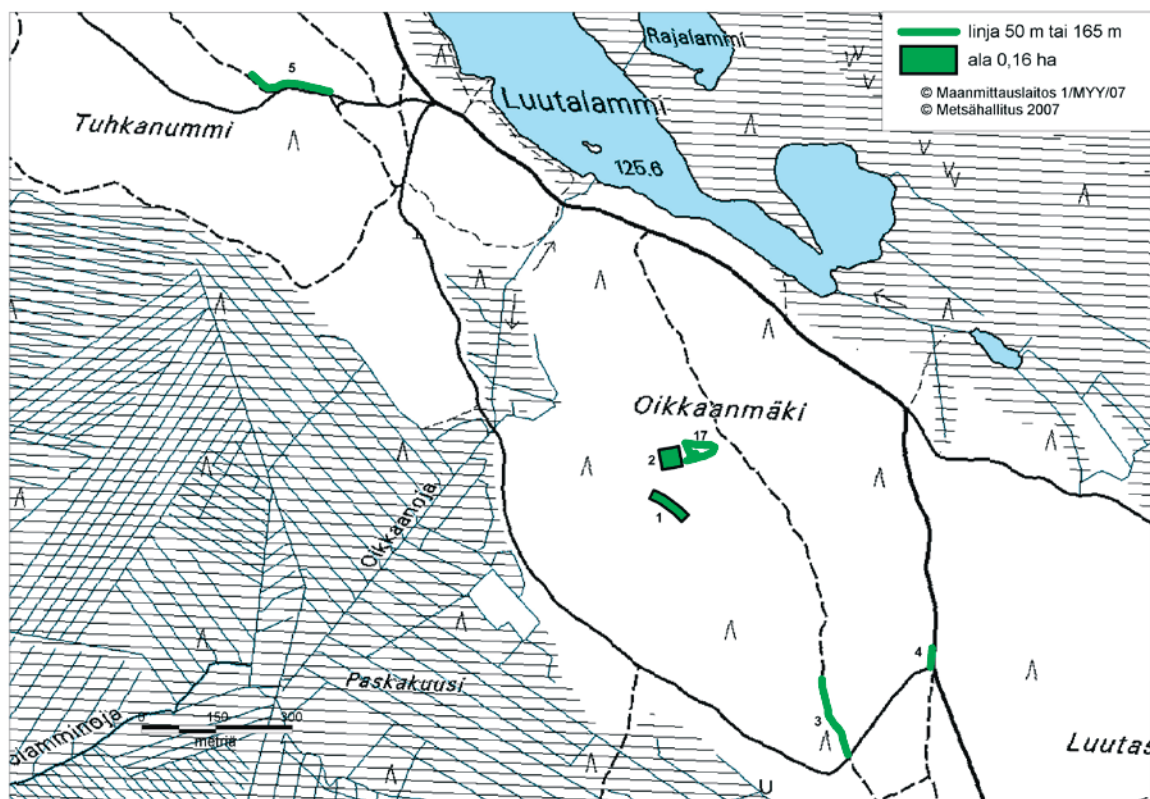 linja 50 m tai 165 m
ala 0,16 ha
© Maanmittauslaitos 1/MYY/07
© Metsähallitus 2007
Rajalammi
5
Luutalammi
Tuhkanummi
125.6
Oikkaanmäki
17
2
1
Oikkaanoja
4
Paskakuusi
3
0 150 300
metriä
olamminoja
Luutas
U